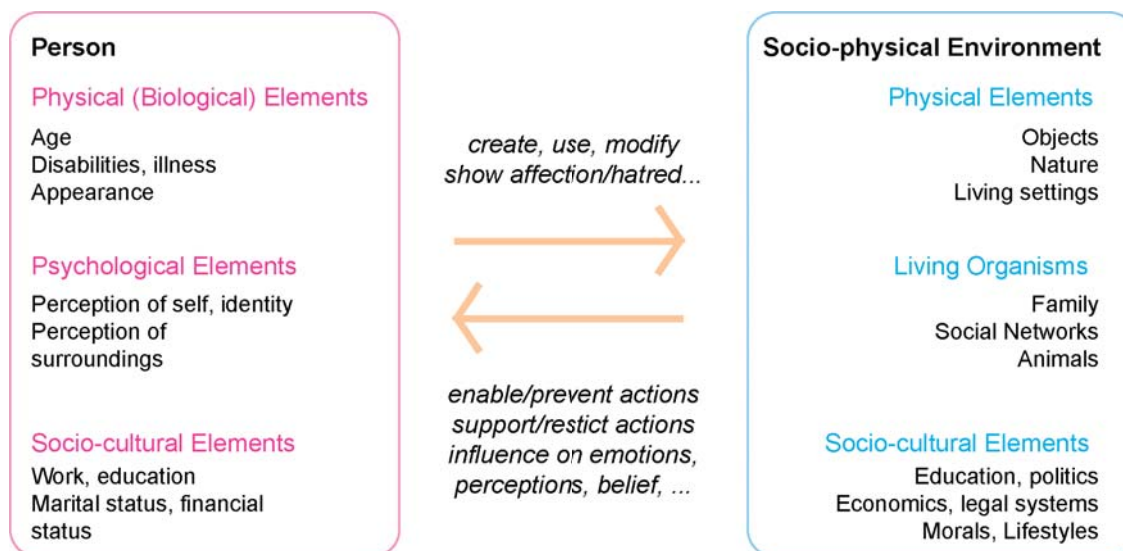 Person
Physical (Biological) Elements
Age
Disabilities, illness
Appearance
Psychological Elements
Perception of self, identity
Perception of
surroundings
Socio-cultural Elements
Work, education
Marital status, financial
status
create, use, modify
show affection/hatred...
enable/prevent actions
support/restict actions
influence on emotions,
perceptions, belief, ...
Socio-physical Environment
Physical Elements
Objects
Nature
Living settings
Living Organisms
Family
Social Networks
Animals
Socio-cultural Elements
Education, politics
Economics, legal systems
Morals, Lifestyles